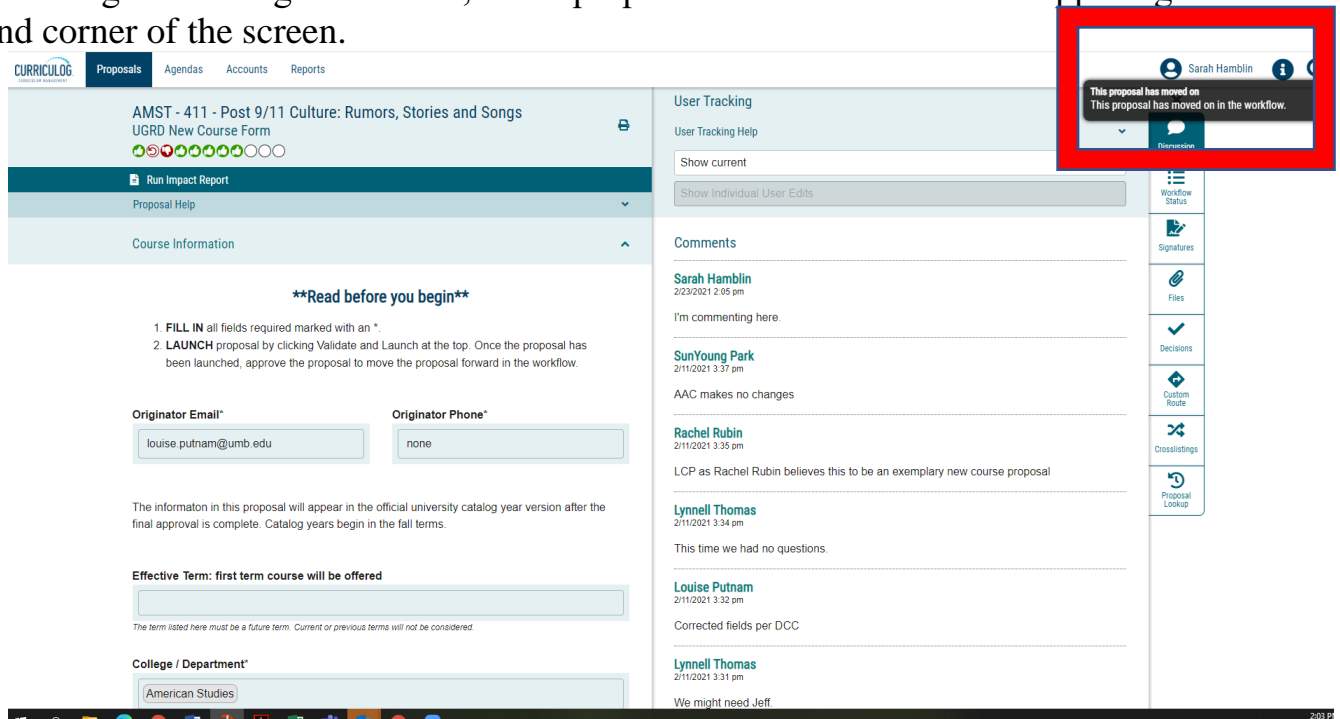 nd corner of the screen.
CURRICULOG
CURRICULUM MANAGEMENT
Proposals Agendas Accounts Reports
Sarah Hamblin
This proposal has moved on
This proposal has moved on in the workflow.
AMST - 411 - Post 9/11 Culture: Rumors, Stories and Songs
UGRD New Course Form
Run Impact Report
Proposal Help
Course Information
**Read before you begin**
1. FILL IN all fields required marked with an *.
2. LAUNCH proposal by clicking Validate and Launch at the top. Once the proposal has
been launched, approve the proposal to move the proposal forward in the workflow.
Originator Email* Originator Phone*
louise.putnam@umb.edu none
The informaton in this proposal will appear in the official university catalog year version after the
final approval is complete. Catalog years begin in the fall terms.
Effective Term: first term course will be offered
The term listed here must be a future term. Current or previous terms will not be considered.
College / Department*
American Studies
User Tracking
User Tracking Help
Show current
Show Individual User Edits
Comments
Sarah Hamblin
2/23/2021 2:05 pm
I'm commenting here.
SunYoung Park
2/11/2021 3:37 pm
AAC makes no changes
Rachel Rubin
2/11/2021 3:35 pm
LCP as Rachel Rubin believes this to be an exemplary new course proposal
Lynnell Thomas
2/11/2021 3:34 pm
This time we had no questions.
Louise Putnam
2/11/2021 3:32 pm
Corrected fields per DCC
Lynnell Thomas
2/11/2021 3:31 pm
We might need Jeff.
Discussion
Workflow
Status
Signatures
Files
Decisions
Custom
Route
Crosslistings
Proposal
Lookup
2:03 PM